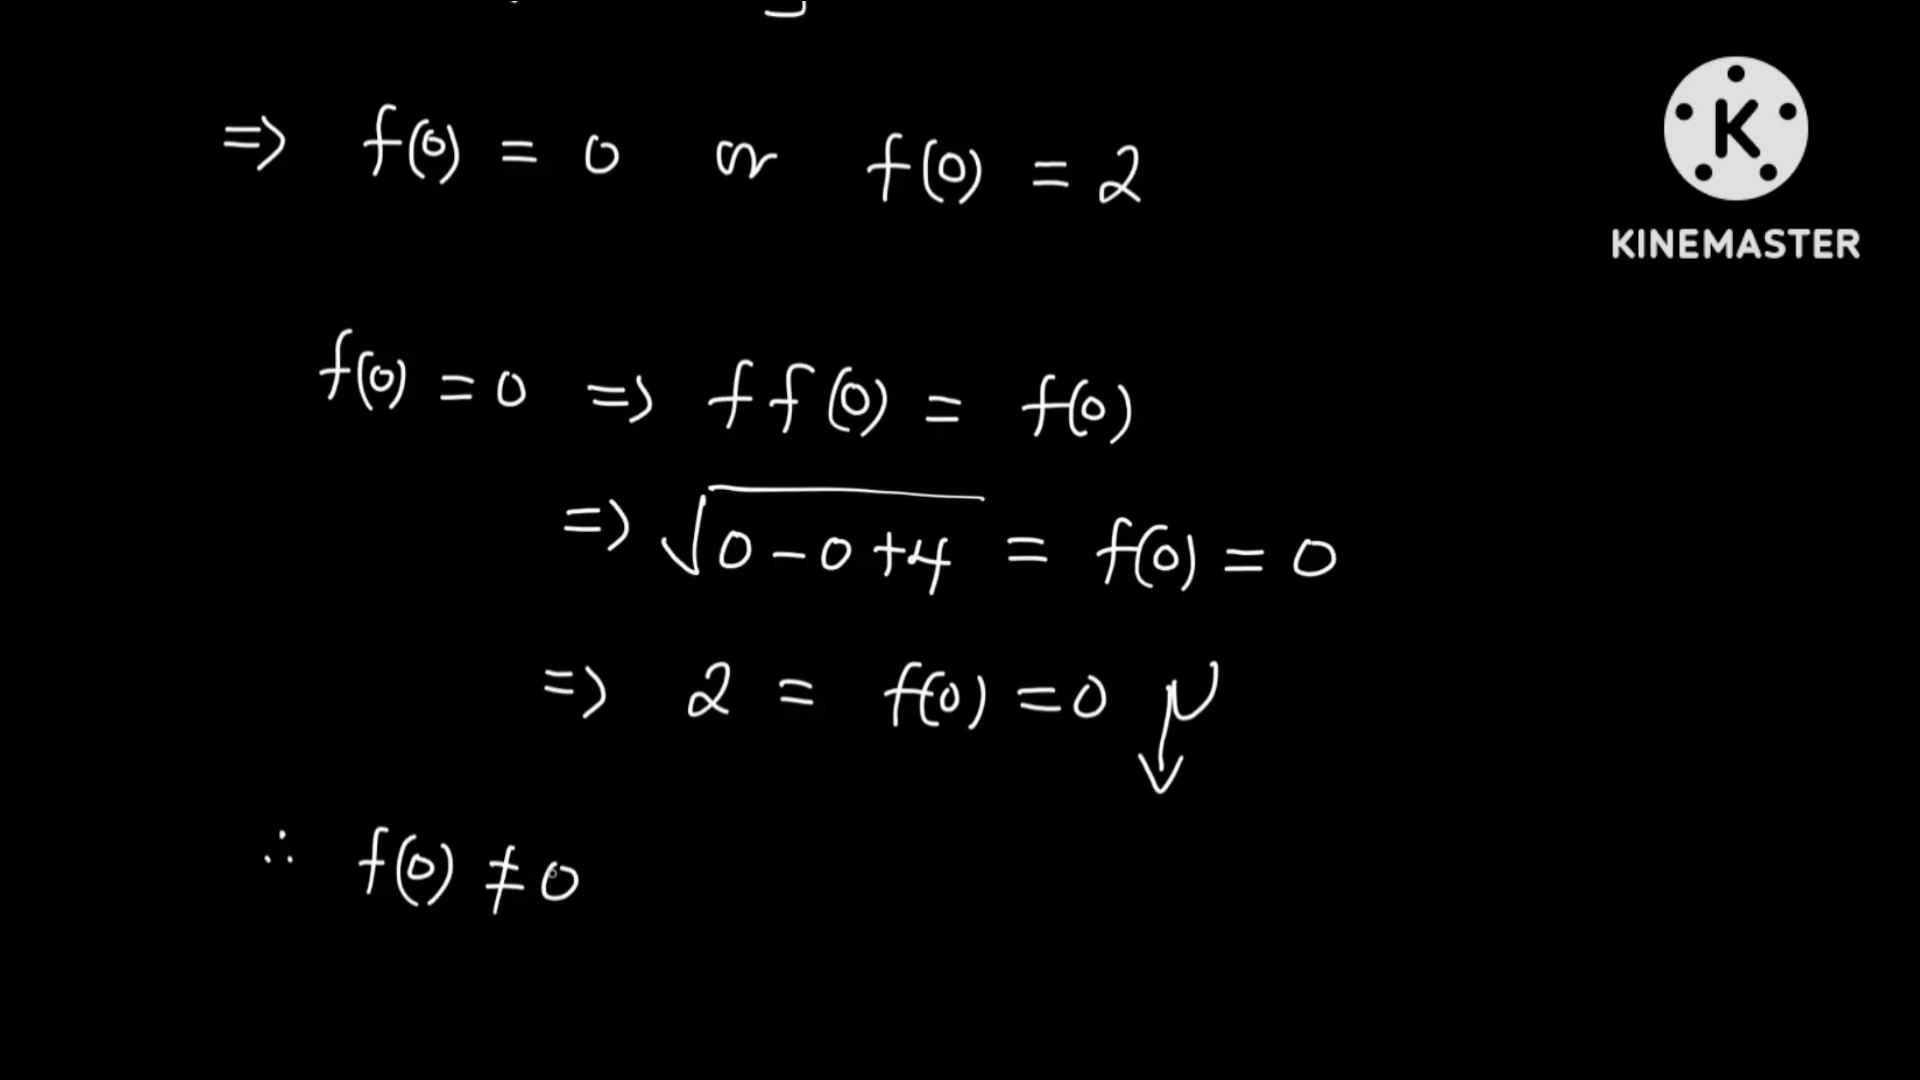 => f(0) = 0 or f(0) = 2
K
KINEMASTER
f(0) = 0 => f f(0) = f(0)
=> √0-0+4 = f(0) = 0
=> 2 = f(0) = 0
∴ f(0) ≠ 0